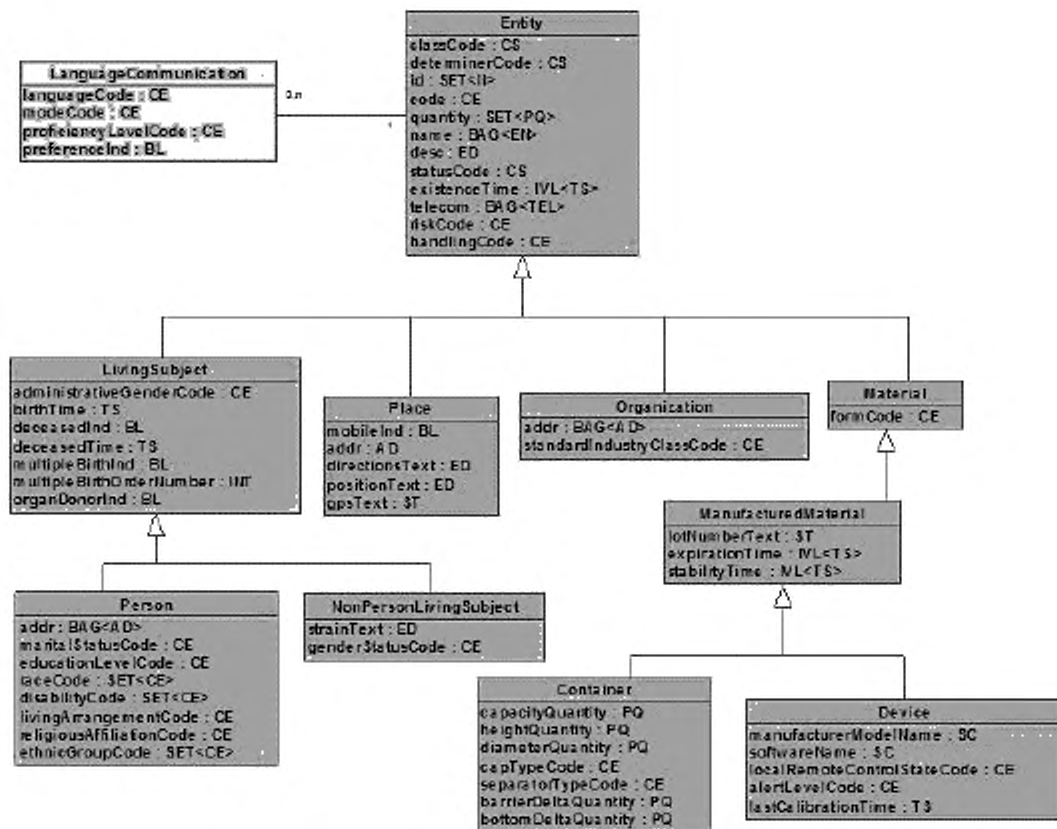 Entity
classCode : CS
determinerCode : CS
id : SET<II>
code : CE
quantity : SET<PQ>
name : BAG<EN>
desc : ED
statusCode : CS
existenceTime : IVL<TS>
telecom : BAG<TEL>
riskCode : CE
handlingCode : CE
LanguageCommunication
languageCode : CE
modeCode : CE
proficiencyLevelCode : CE
preferenceInd : BL
0..n
1
LivingSubject
administrativeGenderCode : CE
birthTime : TS
deceasedInd : BL
deceasedTime : TS
multipleBirthInd : BL
multipleBirthOrderNumber : INT
organDonorInd : BL
Place
mobileInd : BL
addr : AD
directionsText : ED
positionText : ED
gpsText : ST
Organization
addr : BAG<AD>
standardIndustryClassCode : CE
Material
formCode : CE
ManufacturedMaterial
lotNumberText : ST
expirationTime : IVL<TS>
stabilityTime : IVL<TS>
Person
addr : BAG<AD>
maritalStatusCode : CE
educationLevelCode : CE
raceCode : SET<CE>
disabilityCode : SET<CE>
livingArrangementCode : CE
religiousAffiliationCode : CE
ethnicGroupCode : SET<CE>
NonPersonLivingSubject
strainText : ED
genderStatusCode : CE
Container
capacityQuantity : PQ
heightQuantity : PQ
diameterQuantity : PQ
capTypeCode : CE
separatorTypeCode : CE
barrierDeltaQuantity : PQ
bottomDeltaQuantity : PQ
Device
manufacturerModelName : SC
softwareName : SC
localRemoteControlStateCode : CE
alertLevelCode : CE
lastCalibrationTime : TS